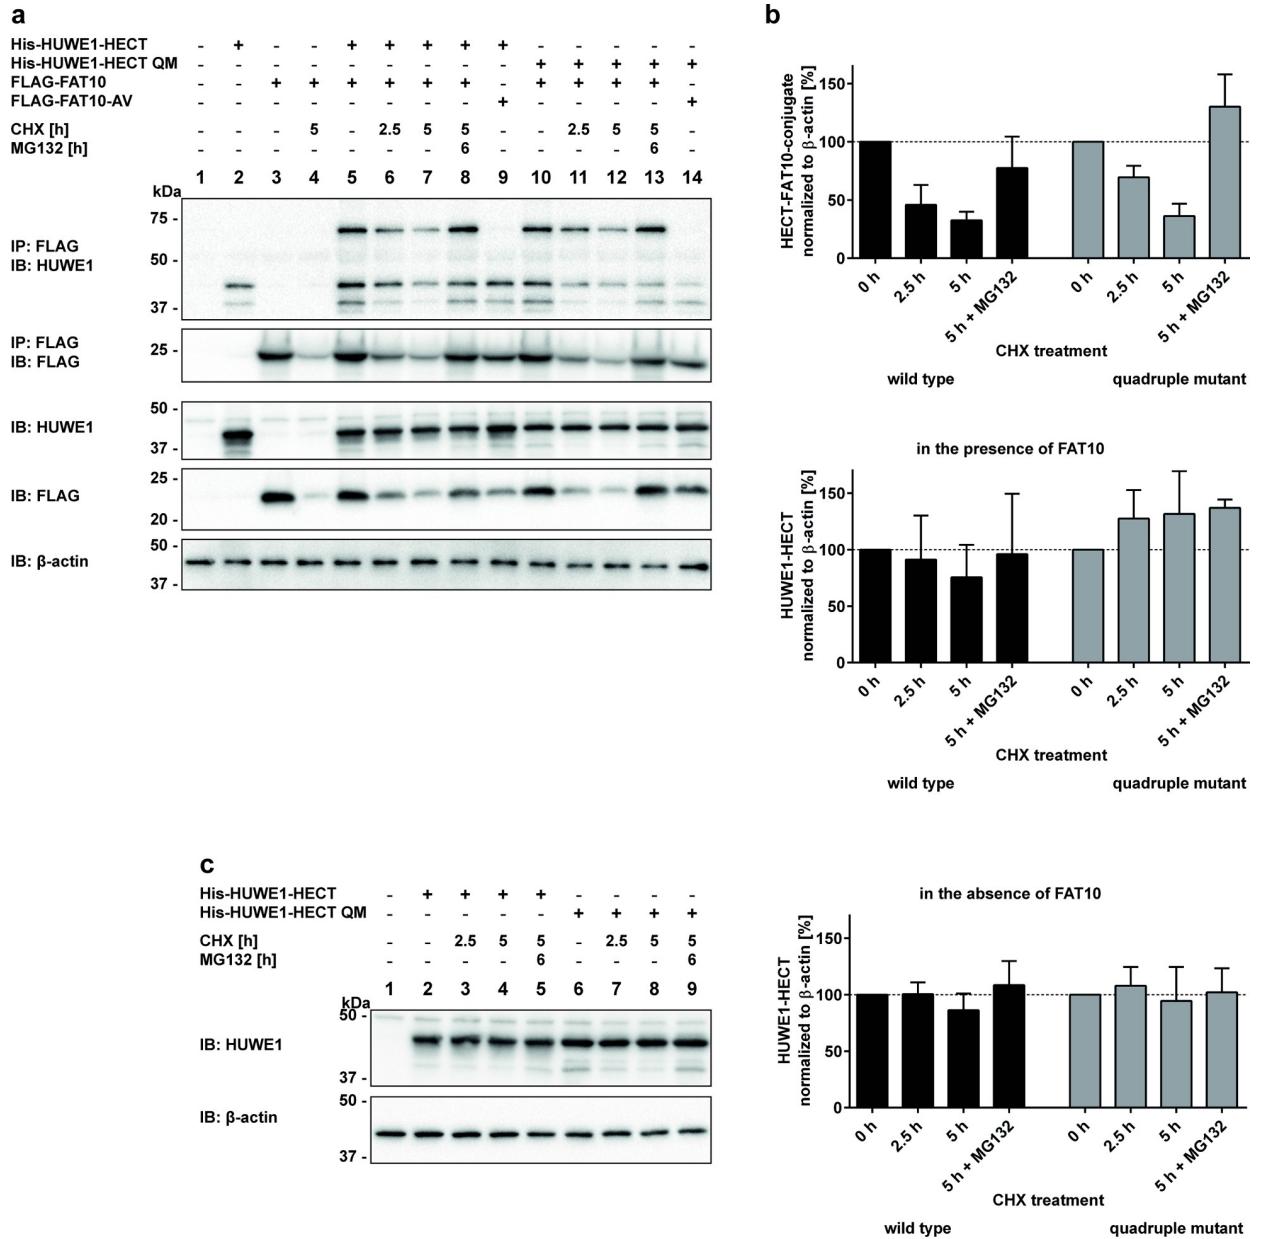 a
His-HUWE1-HECT - + - - + + + + + - - - - -
His-HUWE1-HECT QM - - - - - - - - - + + + + +
FLAG-FAT10 - - + + + + + + - + + + + -
FLAG-FAT10-AV - - - - - - - - + - - - - +
CHX [h] - - - 5 - 2.5 5 5 - - 2.5 5 5 -
MG132 [h] - - - - - - - 6 - - - - 6 -
1 2 3 4 5 6 7 8 9 10 11 12 13 14
kDa
75 -
IP: FLAG
50 -
IB: HUWE1
37 -
IP: FLAG
25 -
IB: FLAG
50 -
IB: HUWE1
37 -
25 -
IB: FLAG
20 -
50 -
IB: β-actin
37 -
b
HECT-FAT10-conjugate
normalized to β-actin [%]
150
100
50
0
0 h 2.5 h 5 h 5 h + MG132 0 h 2.5 h 5 h 5 h + MG132
CHX treatment
wild type quadruple mutant
in the presence of FAT10
HUWE1-HECT
normalized to β-actin [%]
150
100
50
0
0 h 2.5 h 5 h 5 h + MG132 0 h 2.5 h 5 h 5 h + MG132
CHX treatment
wild type quadruple mutant
c
His-HUWE1-HECT - + + + + - - - -
His-HUWE1-HECT QM - - - - - + + + +
CHX [h] - - 2.5 5 5 - 2.5 5 5
MG132 [h] - - - - 6 - - - 6
1 2 3 4 5 6 7 8 9
kDa
50 -
IB: HUWE1
37 -
50 -
IB: β-actin
37 -
in the absence of FAT10
HUWE1-HECT
normalized to β-actin [%]
150
100
50
0
0 h 2.5 h 5 h 5 h + MG132 0 h 2.5 h 5 h 5 h + MG132
CHX treatment
wild type quadruple mutant